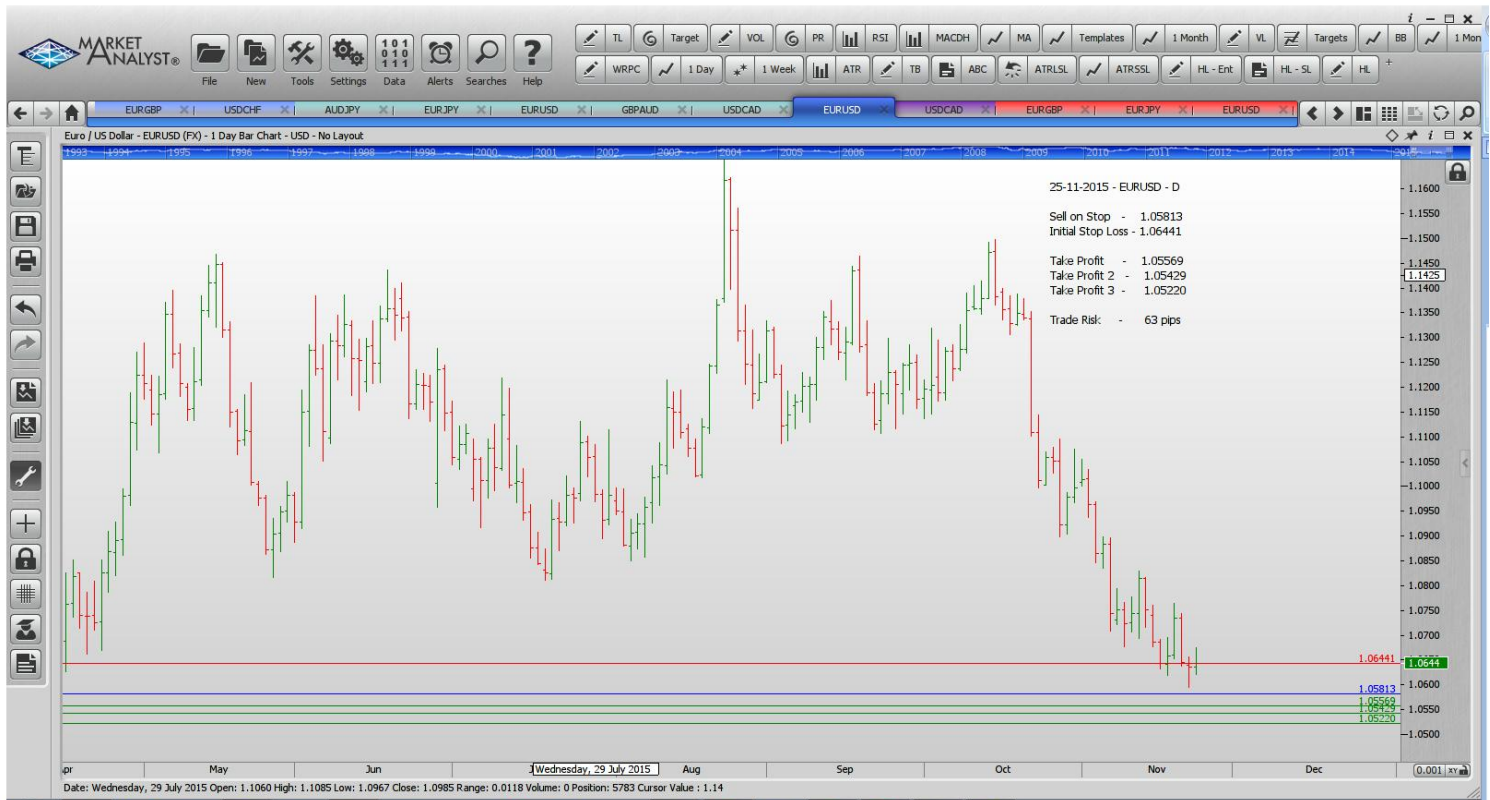 i
MARKET
ANALYST®
File New Tools Settings Data Alerts Searches Help
101
010
111
TL Target VOL PR RSI MACDH MA Templates 1 Month VL Targets BB 1 Mon
WRPC 1 Day 1 Week ATR TB ABC ATRLSL ATRSSL HL - Ent HL - SL HL +
EURGBP USDCHF AUDJPY EURJPY EURUSD GBPAUD USDCAD EURUSD USDCAD EURGBP EURJPY EURUSD
Euro / US Dollar - EURUSD (FX) - 1 Day Bar Chart - USD - No Layout
1993 1994 1995 1996 1997 1998 1999 2000 2001 2002 2003 2004 2005 2006 2007 2008 2009 2010 2011 2012 2013 2014 2015
25-11-2015 - EURUSD - D
Sell on Stop - 1.05813
Initial Stop Loss - 1.06441
Take Profit - 1.05569
Take Profit 2 - 1.05429
Take Profit 3 - 1.05220
Trade Risk - 63 pips
1.1600
1.1550
1.1500
1.1450
1.1425
1.1400
1.1350
1.1300
1.1250
1.1200
1.1150
1.1100
1.1050
1.1000
1.0950
1.0900
1.0850
1.0800
1.0750
1.0700
1.06441
1.0644
1.0600
1.05813
1.05569
1.0550
1.05429
1.05220
1.0500
May Jun Wednesday, 29 July 2015 Aug Sep Oct Nov Dec
0.001 XY
Date: Wednesday, 29 July 2015 Open: 1.1060 High: 1.1085 Low: 1.0967 Close: 1.0985 Range: 0.0118 Volume: 0 Position: 5783 Cursor Value : 1.14